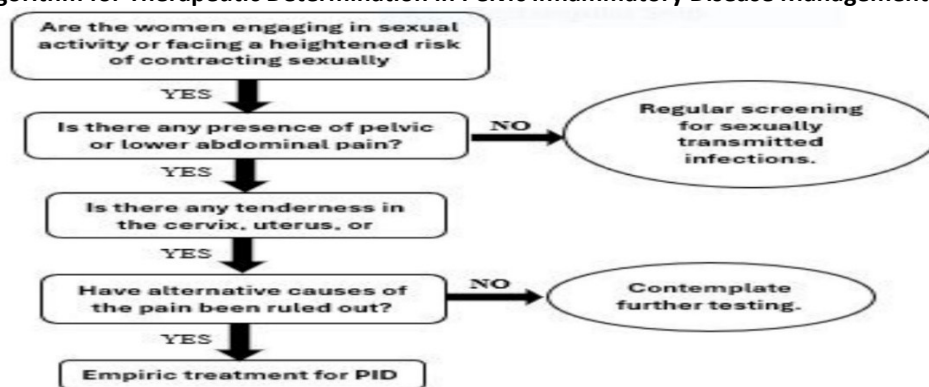 gorithm for Therapeutic Determination in Pelvic Inflammatory Disease Management
Are the women engaging in sexual
activity or facing a heightened risk
of contracting sexually
YES
Is there any presence of pelvic
or lower abdominal pain?
NO
Regular screening
for sexually
transmitted
infections.
YES
Is there any tenderness in
the cervix, uterus, or
YES
Have alternative causes of
the pain been ruled out?
NO
Contemplate
further testing.
YES
Empiric treatment for PID